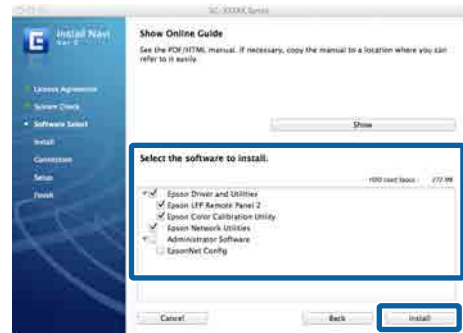 SC-XXXXX Series
Install Navi
Show Online Guide
See the PDF/HTML manual. If necessary, copy the manual to a location where you can
refer to it easily.
License Agreement
Show
Software Select
Install
Select the software to install.
Connection
Setup
Finish
Epson Driver and Utilities
Epson LFP Remote Panel 2
Epson Color Calibration Utility
Epson Network Utilities
Administrator Software
EpsonNet Config
Cancel
Back
Install